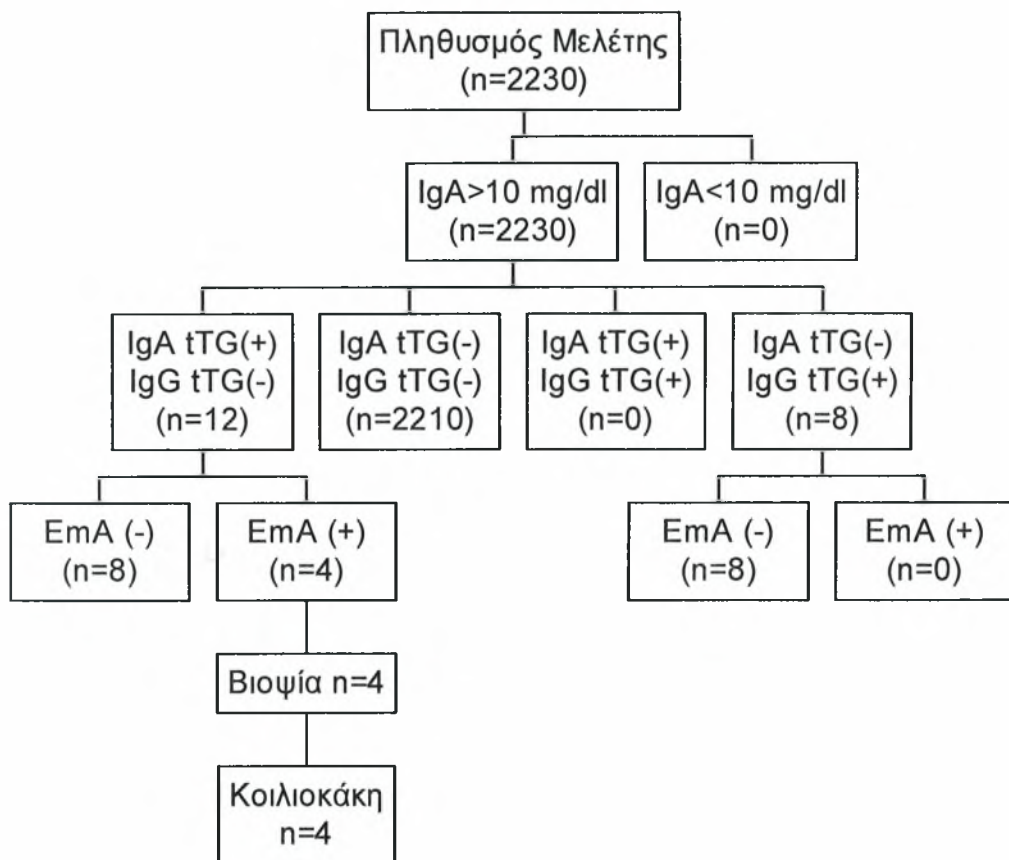 Πληθυσμός Μελέτης
(n=2230)
IgA>10 mg/dl
(n=2230)
IgA<10 mg/dl
(n=0)
IgA tTG(+)
IgG tTG(-)
(n=12)
IgA tTG(-)
IgG tTG(-)
(n=2210)
IgA tTG(+)
IgG tTG(+)
(n=0)
IgA tTG(-)
IgG tTG(+)
(n=8)
EmA (-)
(n=8)
EmA (+)
(n=4)
EmA (-)
(n=8)
EmA (+)
(n=0)
Βιοψία n=4
Κοιλιοκάκη
n=4